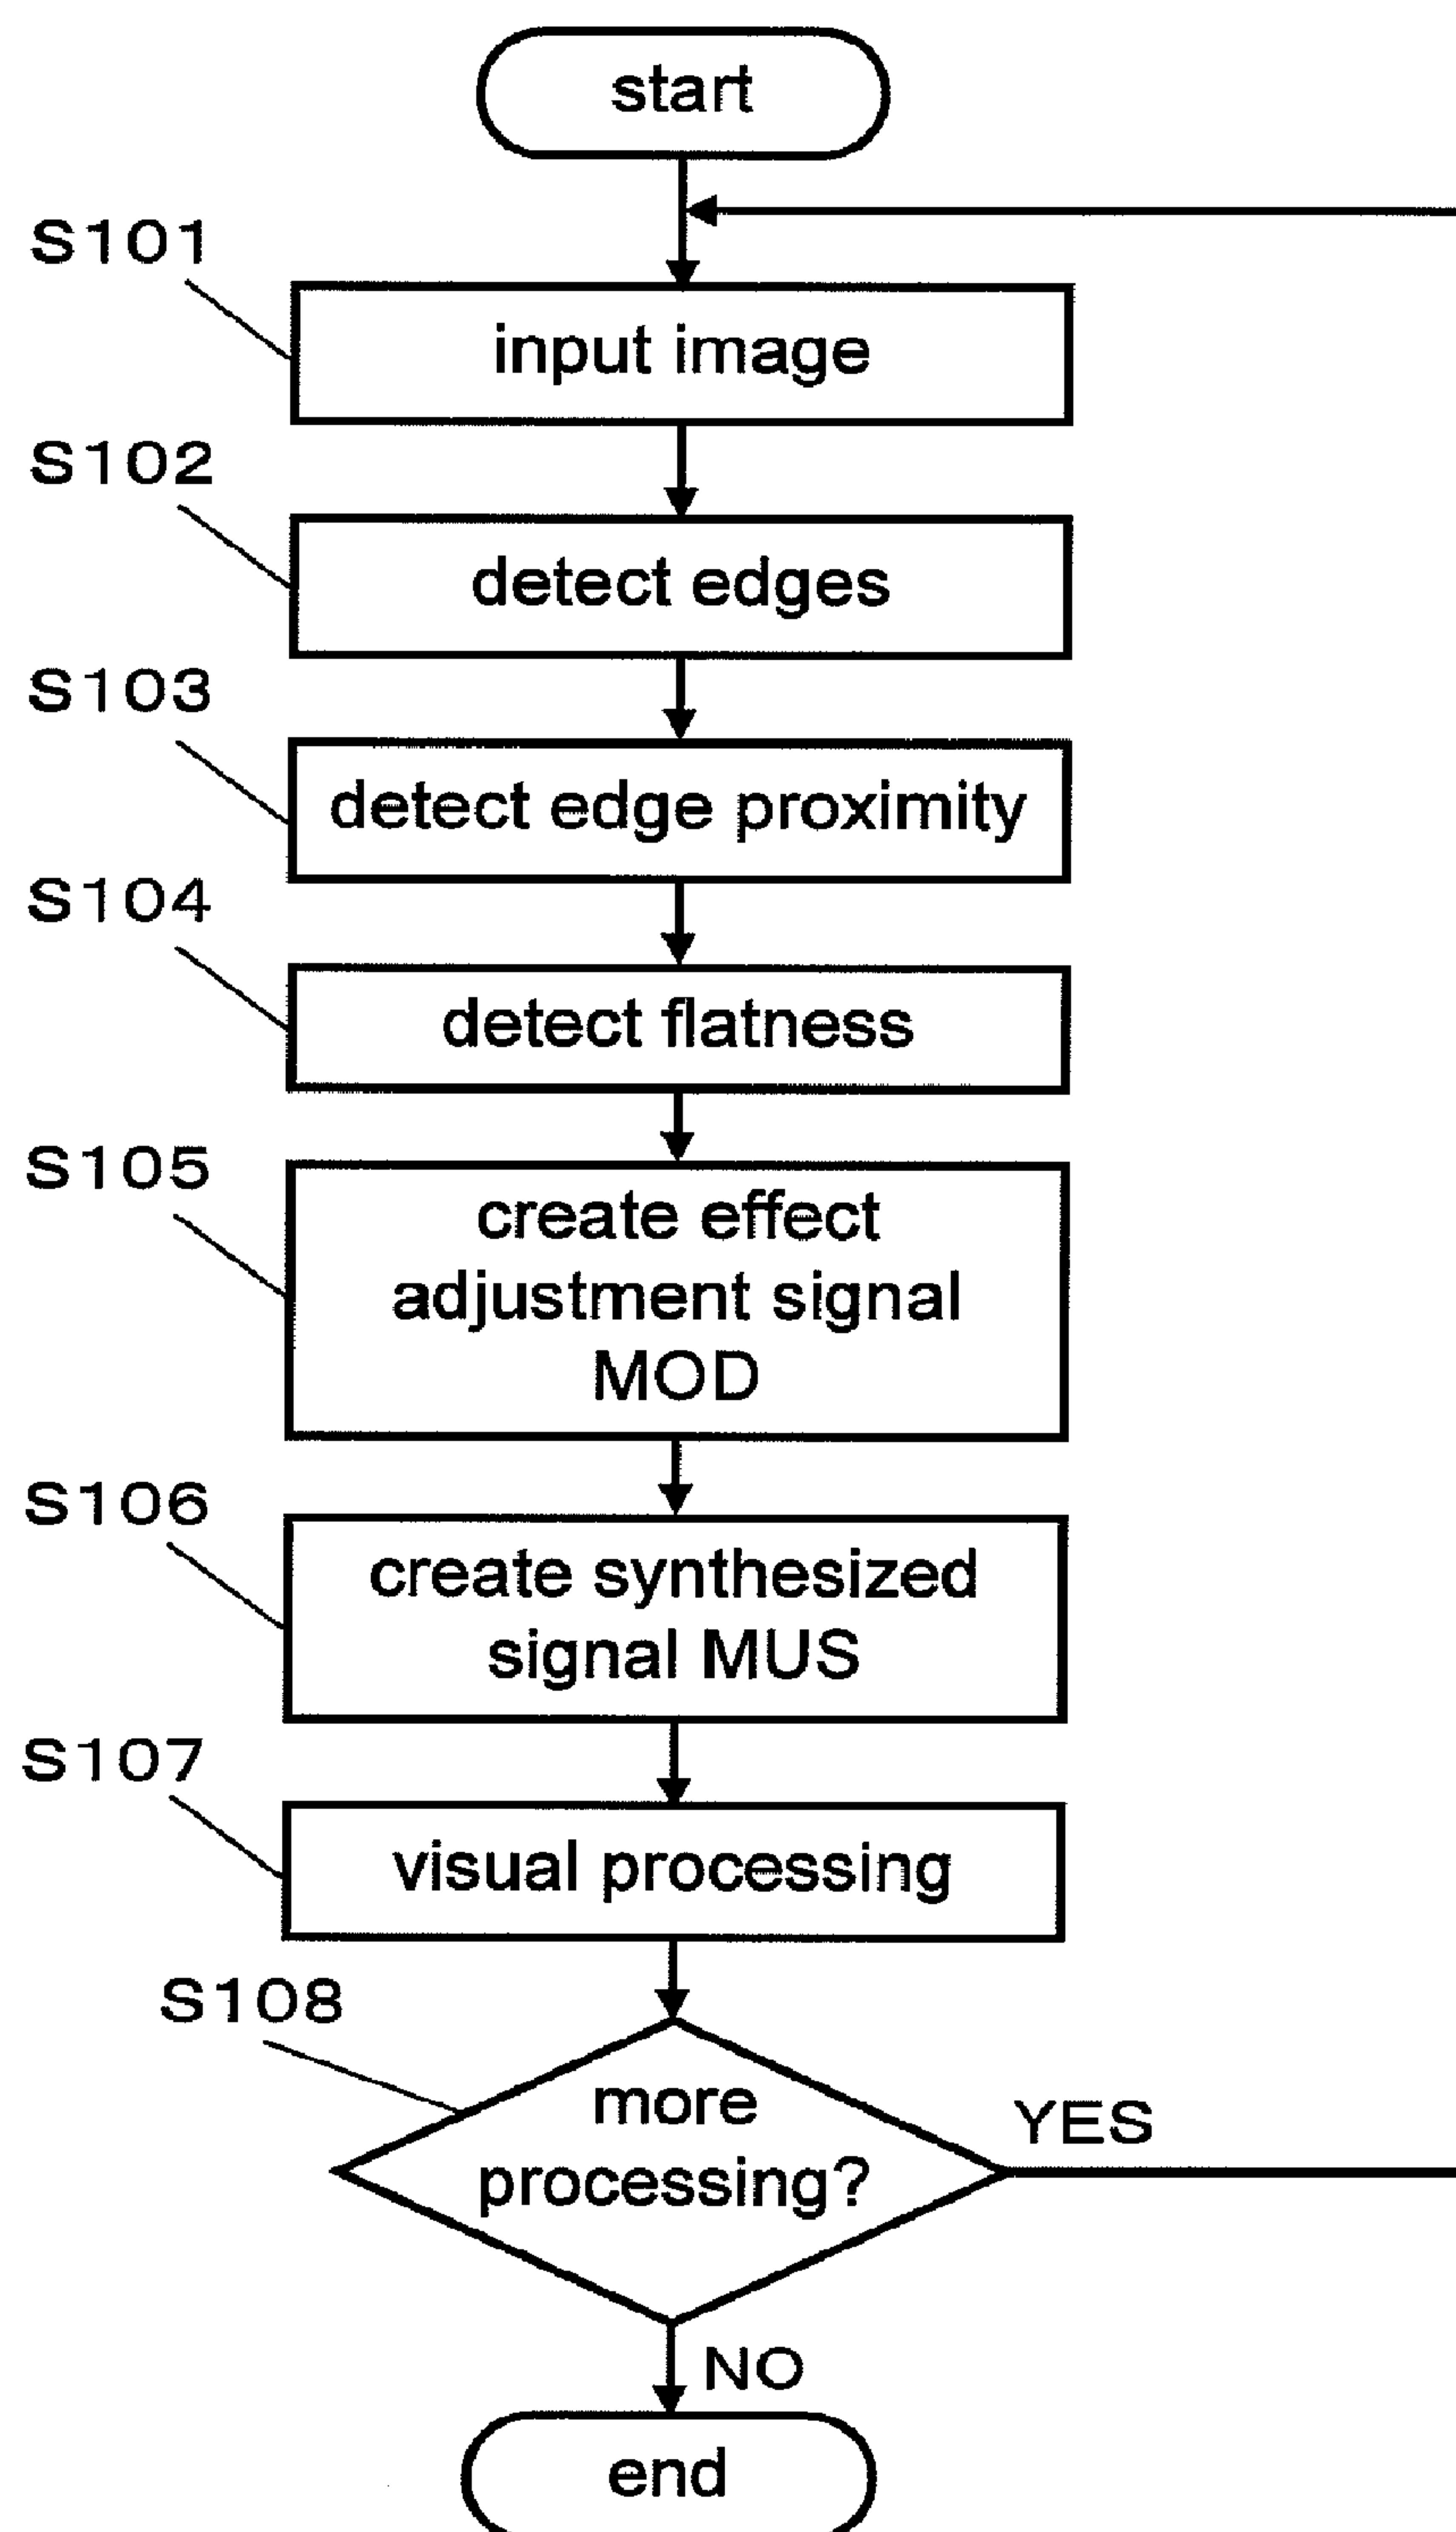 start
S101
input image
S102
detect edges
S103
detect edge proximity
S104
detect flatness
S105
create effect
adjustment signal
MOD
S106
create synthesized
signal MUS
S107
visual processing
S108
more
processing?
YES
NO
end